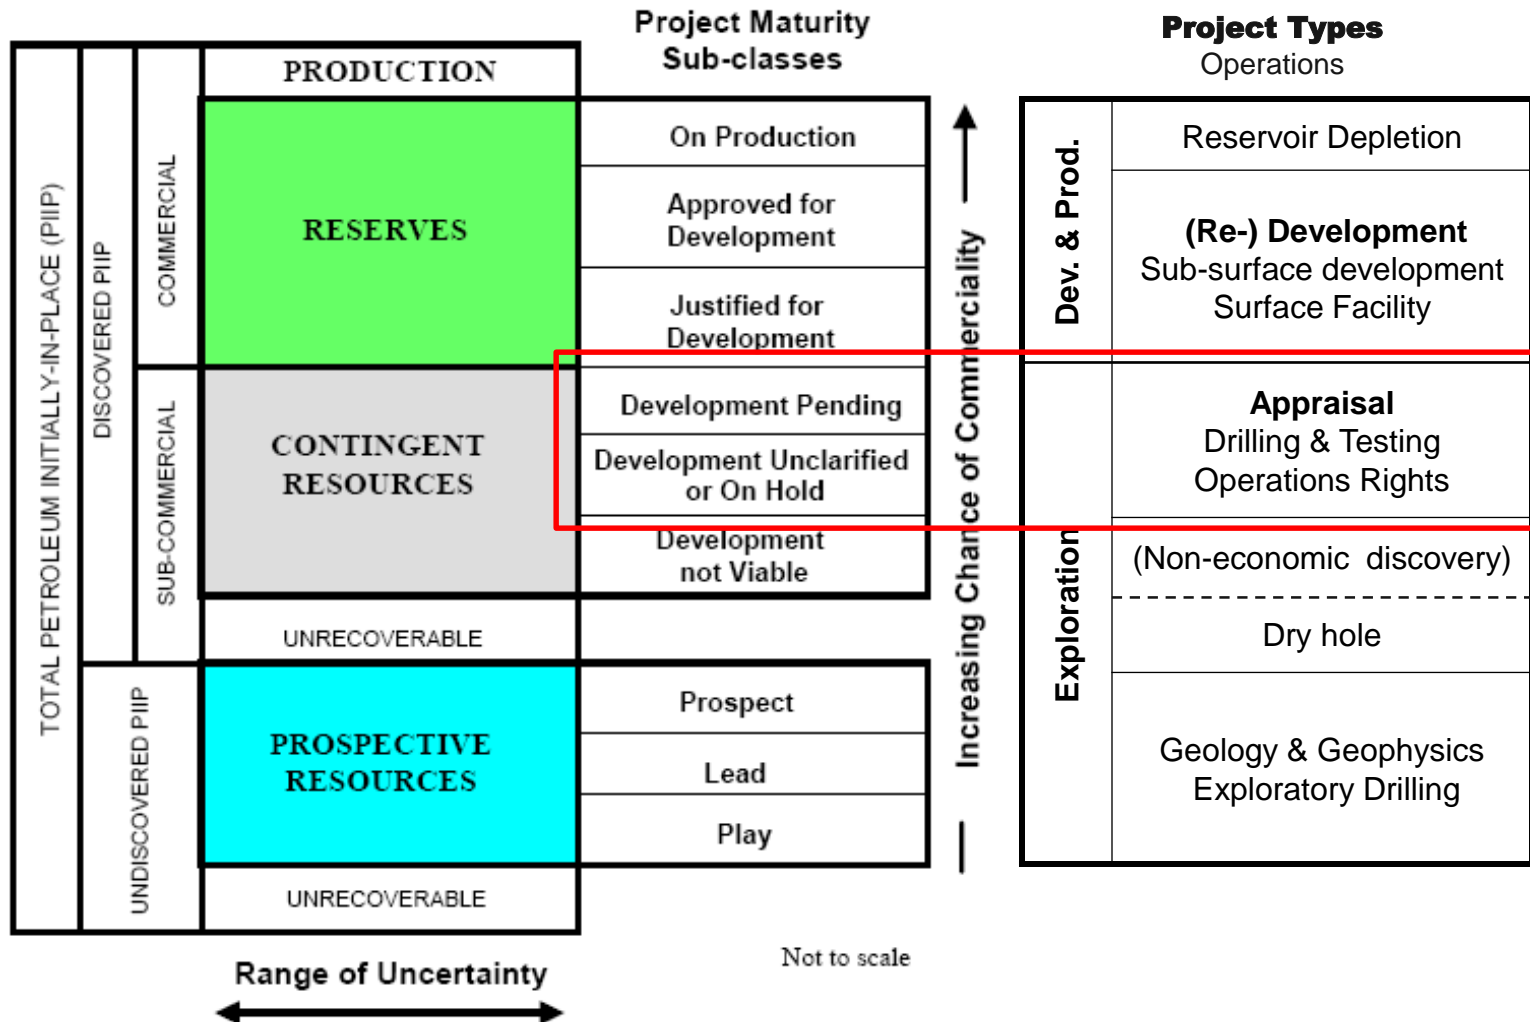 Project Maturity
Sub-classes
Project Types
Operations
TOTAL PETROLEUM INITIALLY-IN-PLACE (PIIP)
DISCOVERED PIIP
UNDISCOVERED PIIP
COMMERCIAL
SUB-COMMERCIAL
PRODUCTION
RESERVES
CONTINGENT
RESOURCES
UNRECOVERABLE
PROSPECTIVE
RESOURCES
UNRECOVERABLE
On Production
Approved for
Development
Justified for
Development
Development Pending
Development Unclarified
or On Hold
Development
not Viable
Prospect
Lead
Play
Increasing Chance of Commerciality
Dev. & Prod.
Exploration
Reservoir Depletion
(Re-) Development
Sub-surface development
Surface Facility
Appraisal
Drilling & Testing
Operations Rights
(Non-economic discovery)
Dry hole
Geology & Geophysics
Exploratory Drilling
Range of Uncertainty
Not to scale